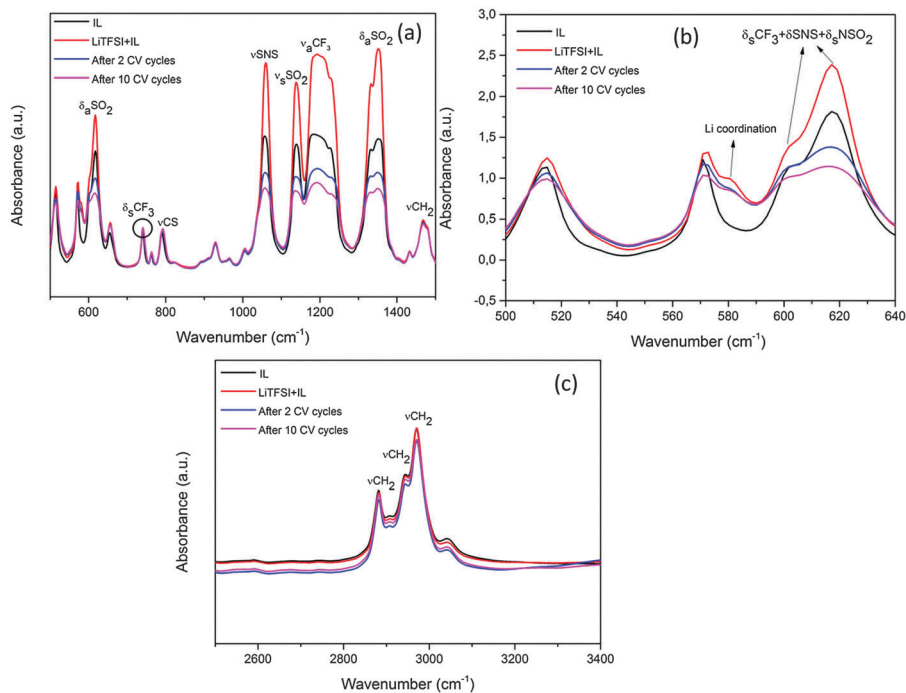 IL
LiTFSI+IL
After 2 CV cycles
After 10 CV cycles
(a)
δₐSO₂
δₛCF₃
νCS
νSNS
νₛSO₂
νₐCF₃
δₐSO₂
νCH₂
Absorbance (a.u.)
600 800 1000 1200 1400
Wavenumber (cm⁻¹)
IL
LiTFSI+IL
After 2 CV cycles
After 10 CV cycles
(b)
δₛCF₃+δSNS+δₛNSO₂
Li coordination
Absorbance (a.u.)
3,0
2,5
2,0
1,5
1,0
0,5
0,0
-0,5
500 520 540 560 580 600 620 640
Wavenumber (cm⁻¹)
IL
LiTFSI+IL
After 2 CV cycles
After 10 CV cycles
(c)
νCH₂
νCH₂
νCH₂
Absorbance (a.u.)
2600 2800 3000 3200 3400
Wavenumber (cm⁻¹)